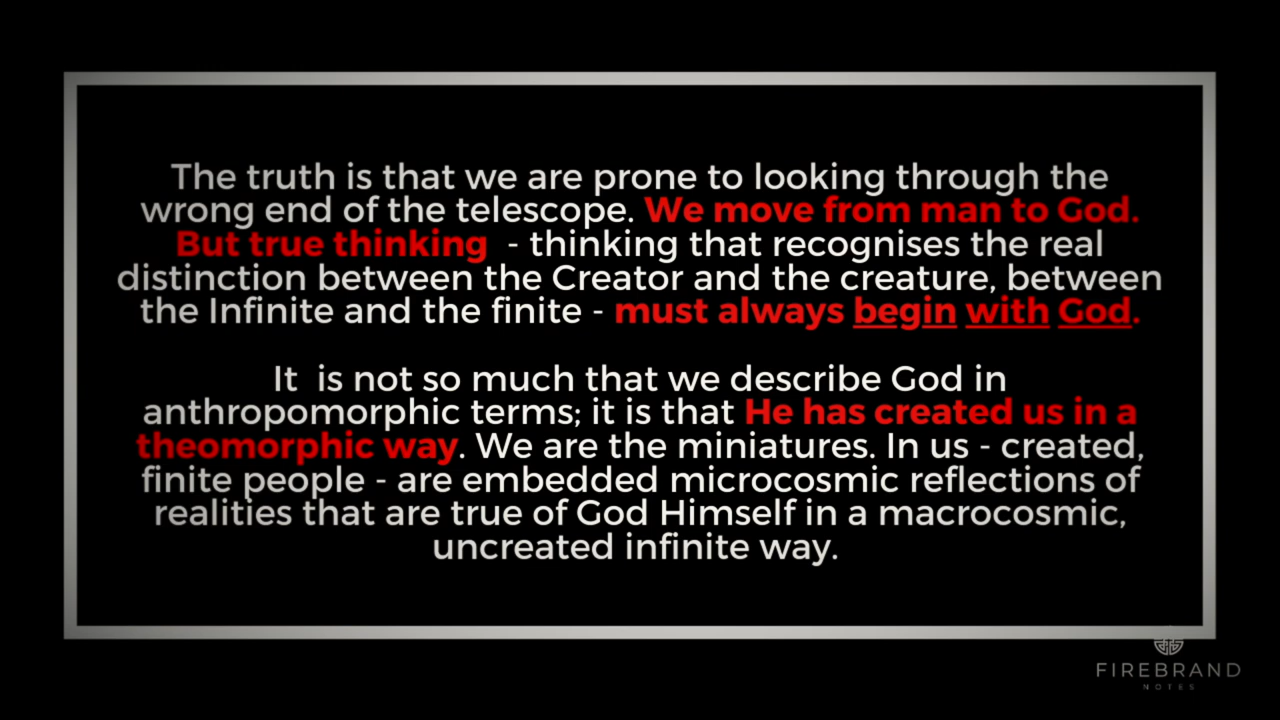 The truth is that we are prone to looking through the
wrong end of the telescope. We move from man to God.
But true thinking - thinking that recognises the real
distinction between the Creator and the creature, between
the Infinite and the finite - must always begin with God.
It is not so much that we describe God in
anthropomorphic terms; it is that He has created us in a
theomorphic way. We are the miniatures. In us - created,
finite people - are embedded microcosmic reflections of
realities that are true of God Himself in a macrocosmic,
uncreated infinite way.
FIREBRAND
NOTES